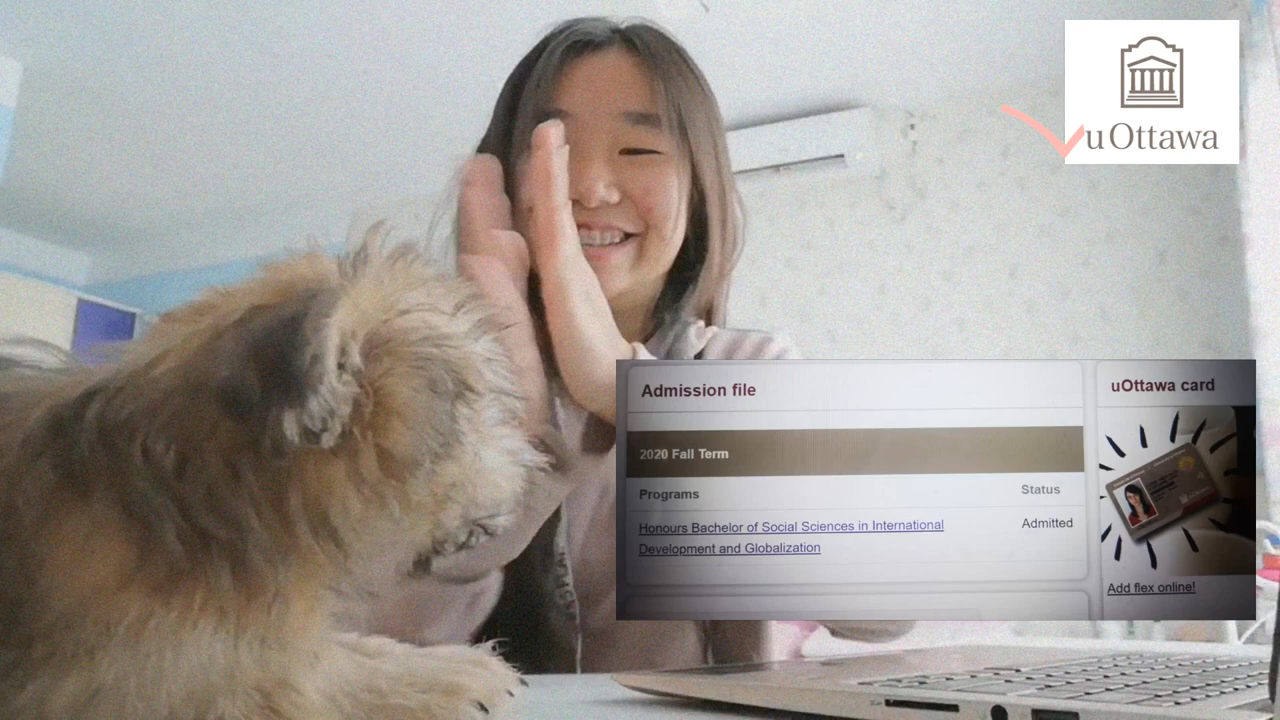 uOttawa
Admission file
uOttawa card
2020 Fall Term
Programs
Status
Honours Bachelor of Social Sciences in International
Development and Globalization
Admitted
Add flex online!